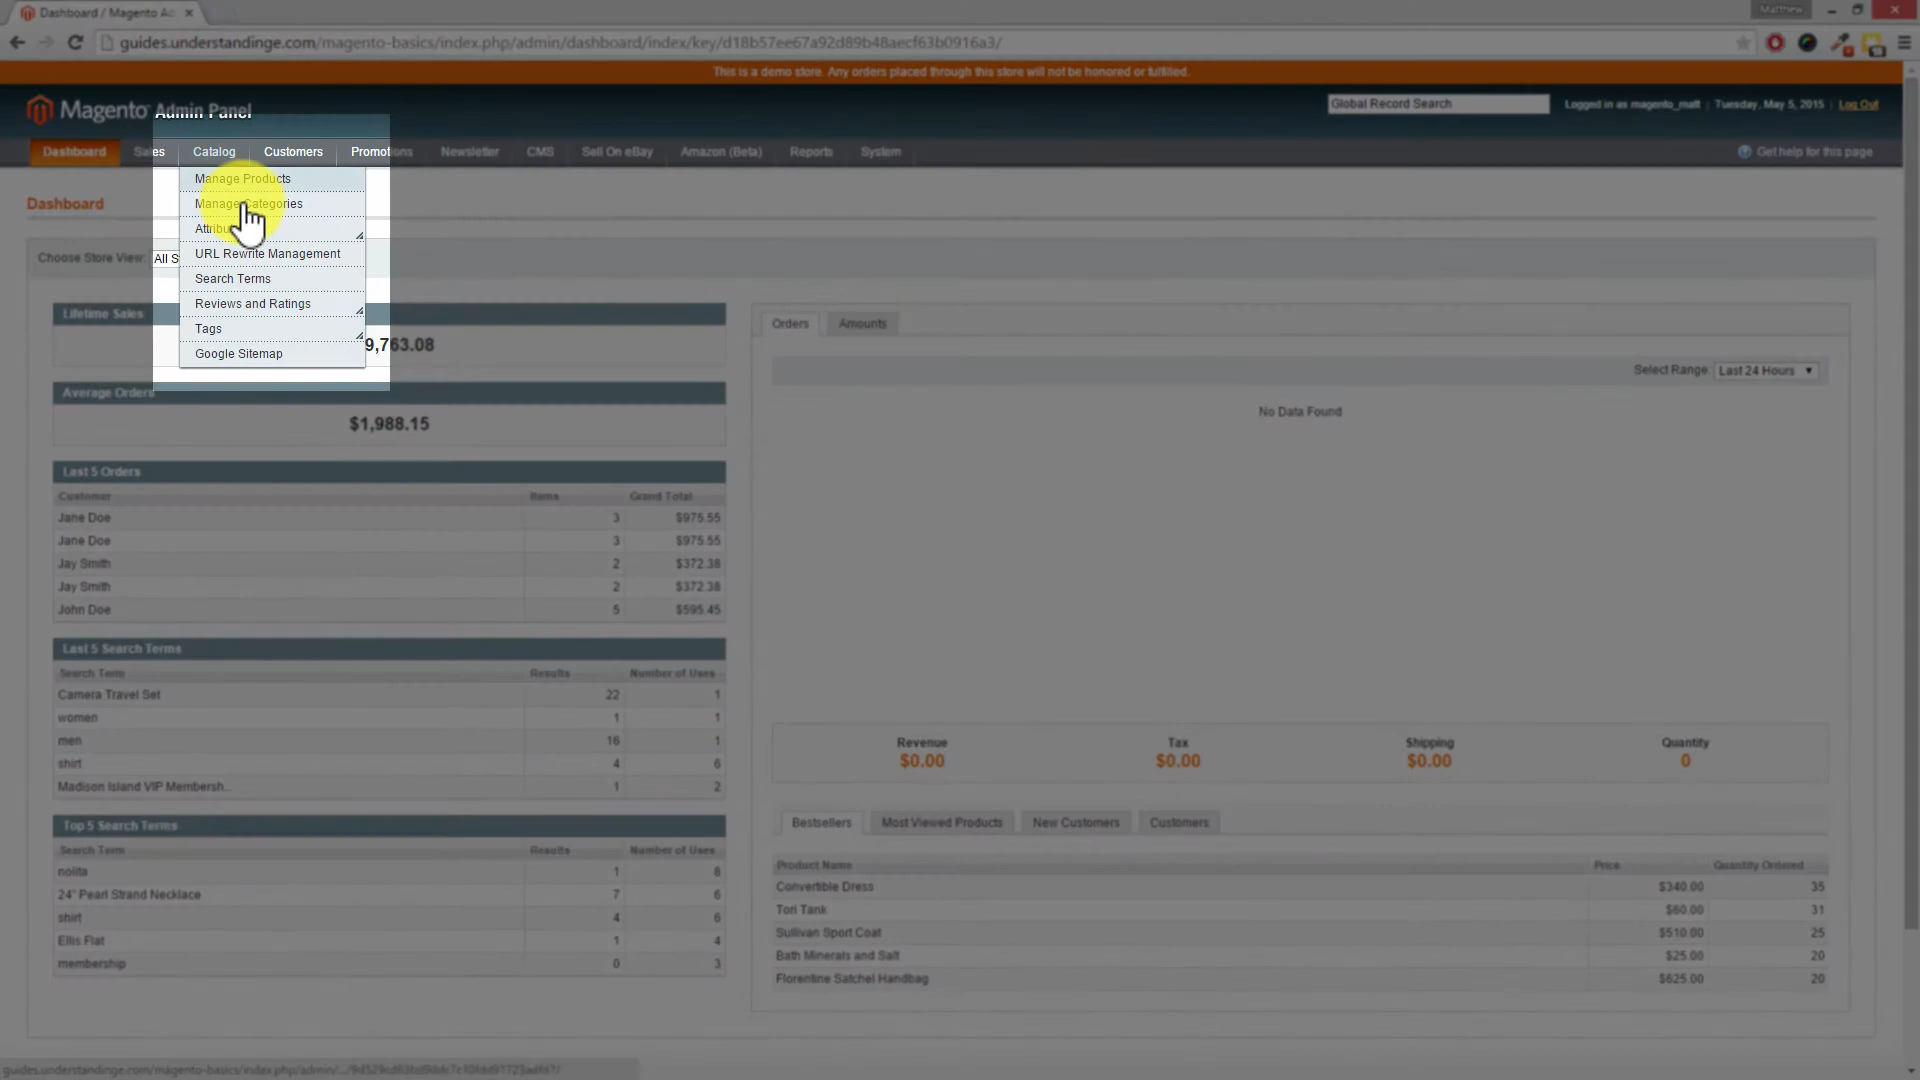 Dashboard / Magento Ad
Matthew
guides.understandinge.com/magento-basics/index.php/admin/dashboard/index/key/d18b57ee67a92d89b48aecf63b0916a3/
This is a demo store. Any orders placed through this store will not be honored or fulfilled.
Magento Admin Panel
Global Record Search
Logged in as magento_matt | Tuesday, May 5, 2015 | Log Out
Dashboard Sales Catalog Customers Promotions Newsletter CMS Sell On eBay Amazon (Beta) Reports System
Get help for this page
Manage Products
Manage Categories
Attribu
URL Rewrite Management
Search Terms
Reviews and Ratings
Tags
Google Sitemap
Dashboard
Choose Store View: All S
Lifetime Sales
9,763.08
Average Orders
$1,988.15
Last 5 Orders
Customer Items Grand Total
Jane Doe 3 $975.55
Jane Doe 3 $975.55
Jay Smith 2 $372.38
Jay Smith 2 $372.38
John Doe 5 $595.45
Last 5 Search Terms
Search Term Results Number of Uses
Camera Travel Set 22 1
women 1 1
men 16 1
shirt 4 6
Madison Island VIP Membersh... 1 2
Top 5 Search Terms
Search Term Results Number of Uses
nolita 1 8
24" Pearl Strand Necklace 7 6
shirt 4 6
Ellis Flat 1 4
membership 0 3
Orders Amounts
Select Range: Last 24 Hours
No Data Found
Revenue Tax Shipping Quantity
$0.00 $0.00 $0.00 0
Bestsellers Most Viewed Products New Customers Customers
Product Name Price Quantity Ordered
Convertible Dress $340.00 35
Tori Tank $60.00 31
Sullivan Sport Coat $510.00 25
Bath Minerals and Salt $25.00 20
Florentine Satchel Handbag $625.00 20